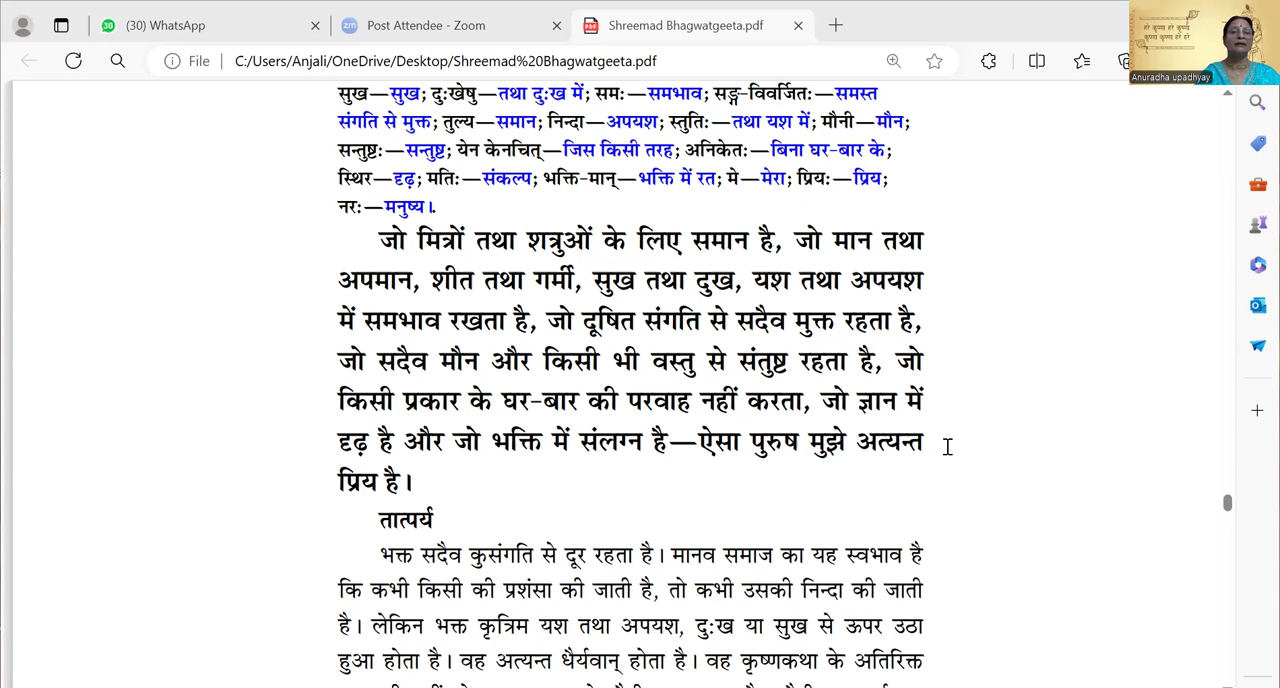 (30) WhatsApp
Post Attendee - Zoom
Shreemad Bhagwatgeeta.pdf
File C:/Users/Anjali/OneDrive/Desktop/Shreemad%20Bhagwatgeeta.pdf
Anuradha upadhyay
सुख—सुख; दुःखेषु—तथा दुःख में; समः—समभाव; सङ्ग-विवर्जितः—समस्त
संगति से मुक्त; तुल्य—समान; निन्दा—अपयश; स्तुतिः—तथा यश में; मौनी—मौन;
सन्तुष्टः—सन्तुष्ट; येन केनचित्—जिस किसी तरह; अनिकेतः—बिना घर-बार के;
स्थिर—दृढ़; मतिः—संकल्प; भक्ति-मान्—भक्ति में रत; मे—मेरा; प्रियः—प्रिय;
नरः—मनुष्य।.
जो मित्रों तथा शत्रुओं के लिए समान है, जो मान तथा
अपमान, शीत तथा गर्मी, सुख तथा दुख, यश तथा अपयश
में समभाव रखता है, जो दूषित संगति से सदैव मुक्त रहता है,
जो सदैव मौन और किसी भी वस्तु से संतुष्ट रहता है, जो
किसी प्रकार के घर-बार की परवाह नहीं करता, जो ज्ञान में
दृढ़ है और जो भक्ति में संलग्न है—ऐसा पुरुष मुझे अत्यन्त
प्रिय है।
तात्पर्य
भक्त सदैव कुसंगति से दूर रहता है। मानव समाज का यह स्वभाव है
कि कभी किसी की प्रशंसा की जाती है, तो कभी उसकी निन्दा की जाती
है। लेकिन भक्त कृत्रिम यश तथा अपयश, दुःख या सुख से ऊपर उठा
हुआ होता है। वह अत्यन्त धैर्यवान् होता है। वह कृष्णकथा के अतिरिक्त